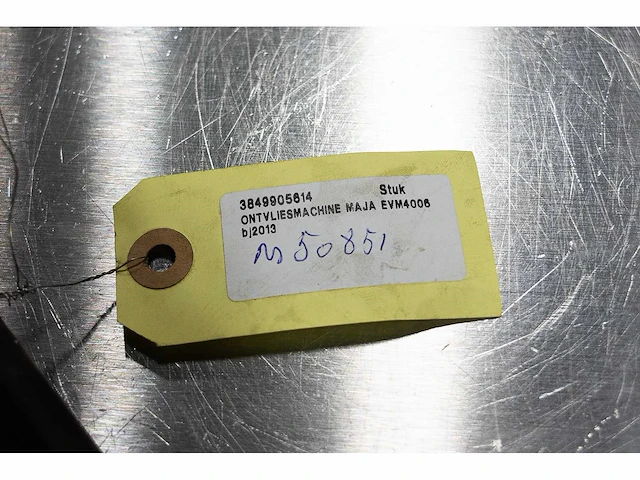 3849905614 Stuk
ONTVLIESMACHINE MAJA EVM4006
bj2013
M 50851